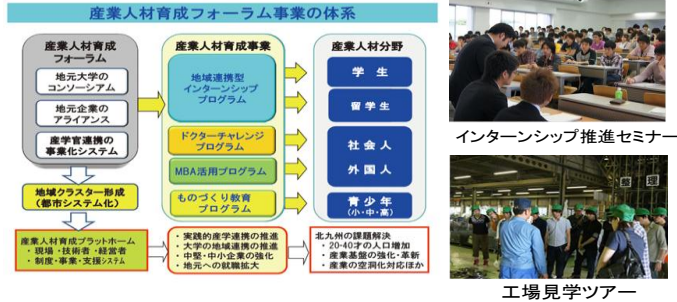 産業人材育成フォーラム事業の体系
産業人材育成
フォーラム
地元大学の
コンソーシアム
地元企業の
アライアンス
産学官連携の
事業化システム
地域クラスター形成
(都市システム化)
産業人材育成プラットホーム
・現場・技術者・経営者
・制度・事業・支援システム
産業人材育成事業
地域連携型
インターンシップ
プログラム
ドクターチャレンジ
プログラム
MBA活用プログラム
ものづくり教育
プログラム
・実践的産学連携の推進
・大学の地域連携の推進
・中堅・中小企業の強化
・地元への就職拡大
産業人材分野
学生
留学生
社会人
外国人
青少年
(小・中・高)
北九州の課題解決
・20-40才の人口増加
・産業基盤の強化・革新
・産業の空洞化対応ほか
インターンシップ推進セミナー
整理
工場見学ツアー